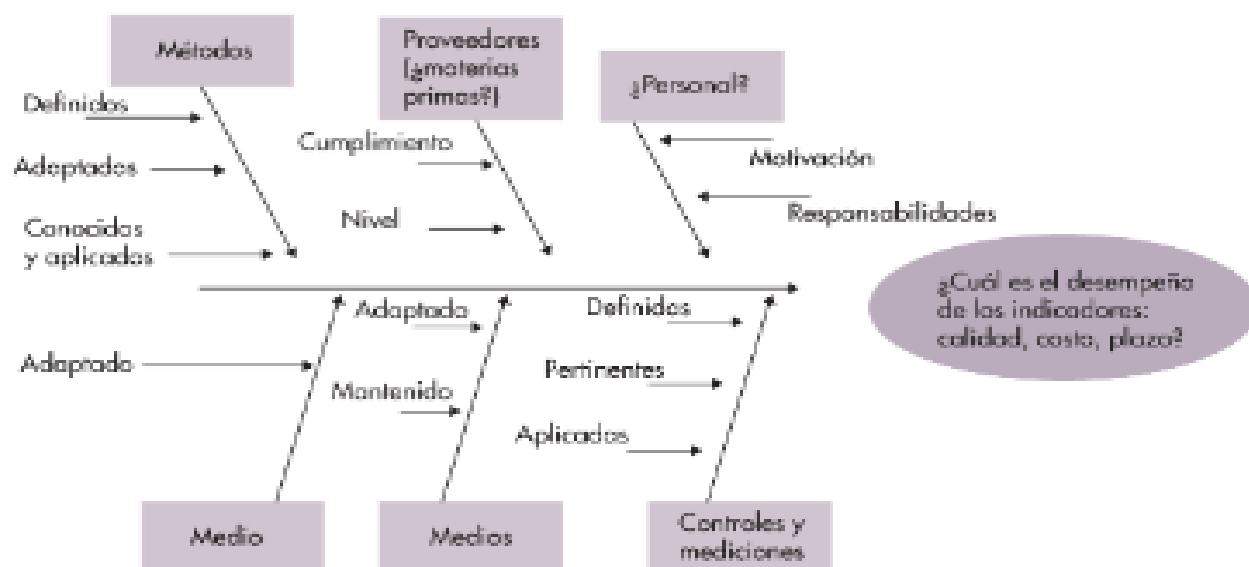 Métodos
Proveedores
(¿materias
primas?)
¿Personal?
Definidos
Adaptados
Conocidos
y aplicados
Cumplimiento
Nivel
Motivación
Responsabilidades
¿Cuál es el desempeño
de los indicadores:
calidad, costo, plazo?
Adaptado
Adaptado
Mantenido
Definidos
Pertinentes
Aplicados
Medio
Medios
Controles y
mediciones